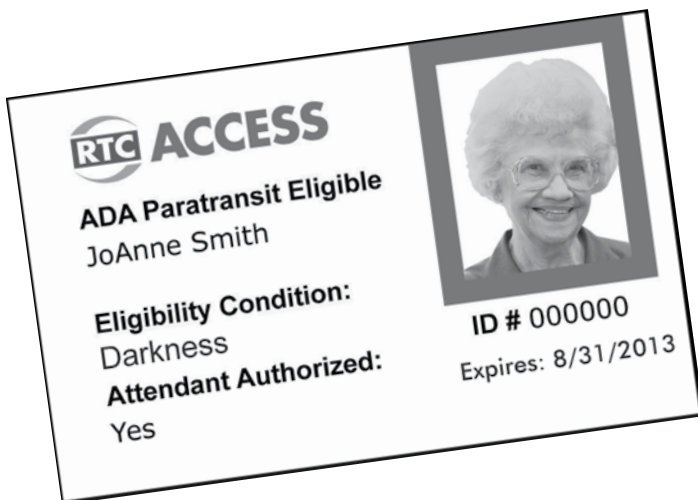 RTC ACCESS
ADA Paratransit Eligible
JoAnne Smith
Eligibility Condition:
Darkness
Attendant Authorized:
Yes
ID # 000000
Expires: 8/31/2013